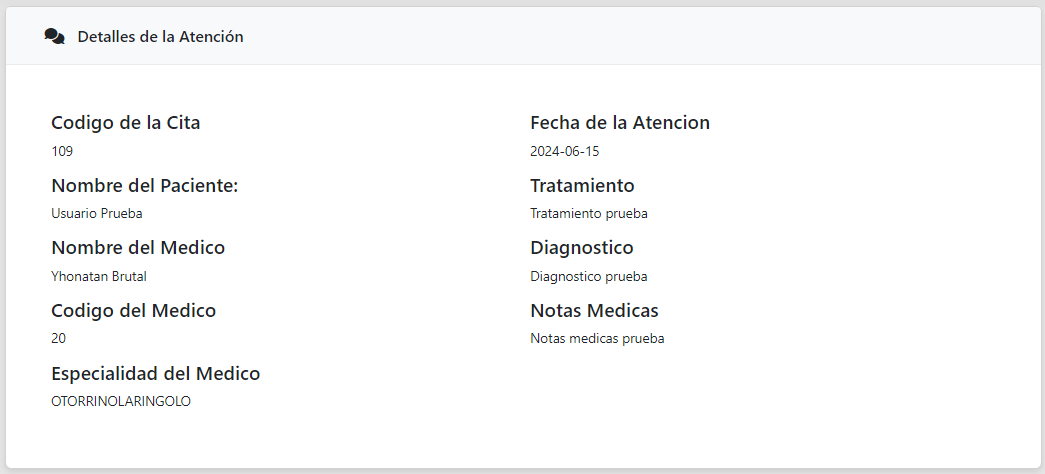 Detalles de la Atención
Codigo de la Cita
109
Nombre del Paciente:
Usuario Prueba
Nombre del Medico
Yhonatan Brutal
Codigo del Medico
20
Especialidad del Medico
OTORRINOLARINGOLO
Fecha de la Atencion
2024-06-15
Tratamiento
Tratamiento prueba
Diagnostico
Diagnostico prueba
Notas Medicas
Notas medicas prueba